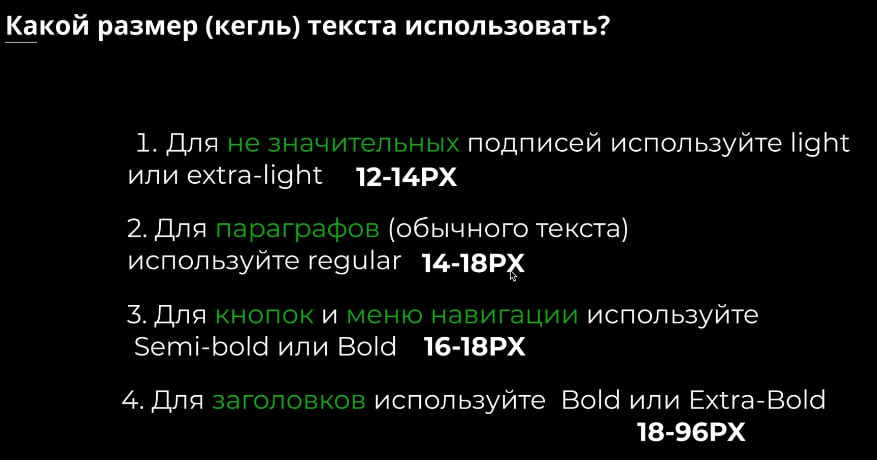 Какой размер (кегль) текста использовать?
1. Для не значительных подписей используйте light
или extra-light 12-14PX
2. Для параграфов (обычного текста)
используйте regular 14-18PX
3. Для кнопок и меню навигации используйте
Semi-bold или Bold 16-18PX
4. Для заголовков используйте Bold или Extra-Bold
18-96PX